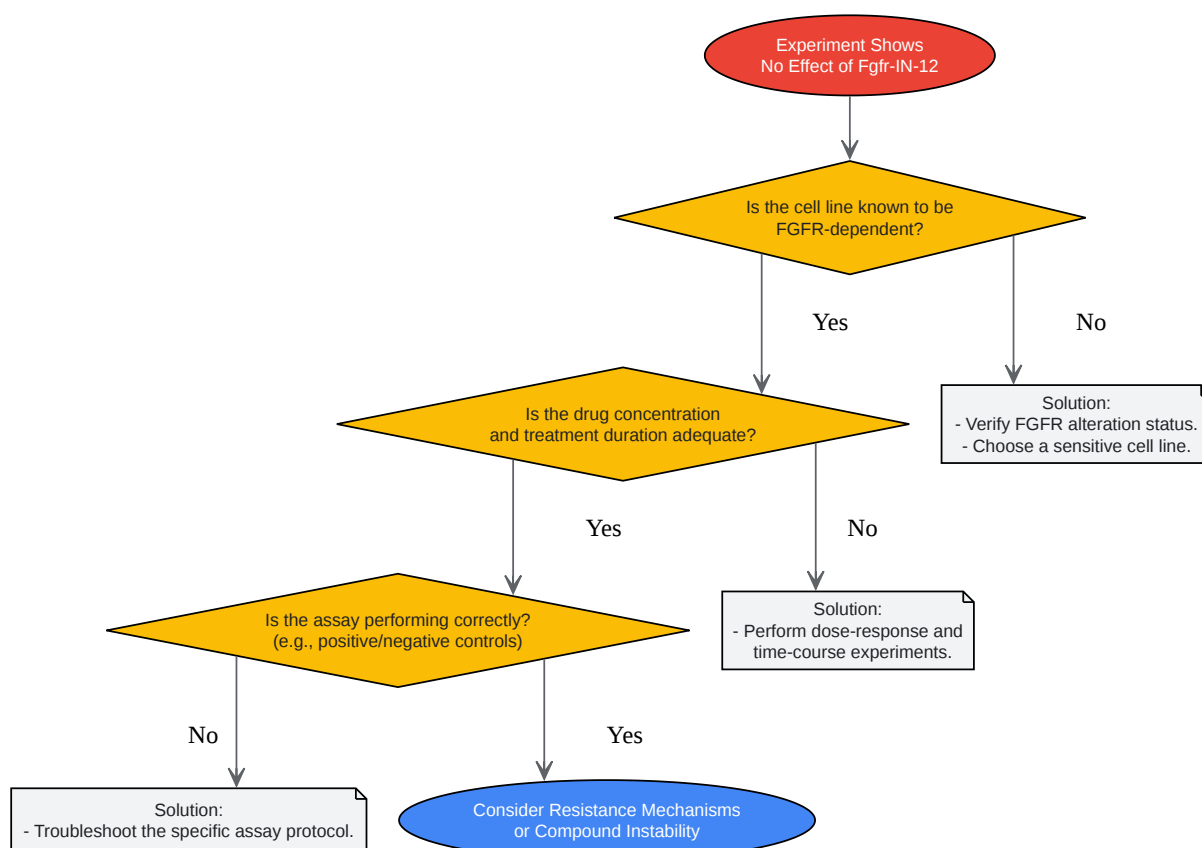 Experiment Shows
No Effect of Fgfr-IN-12
Is the cell line known to be
FGFR-dependent?
Yes
No
Solution:
- Verify FGFR alteration status.
- Choose a sensitive cell line.
Is the drug concentration
and treatment duration adequate?
Yes
No
Solution:
- Perform dose-response and
time-course experiments.
Is the assay performing correctly?
(e.g., positive/negative controls)
No
Yes
Solution:
- Troubleshoot the specific assay protocol.
Consider Resistance Mechanisms
or Compound Instability